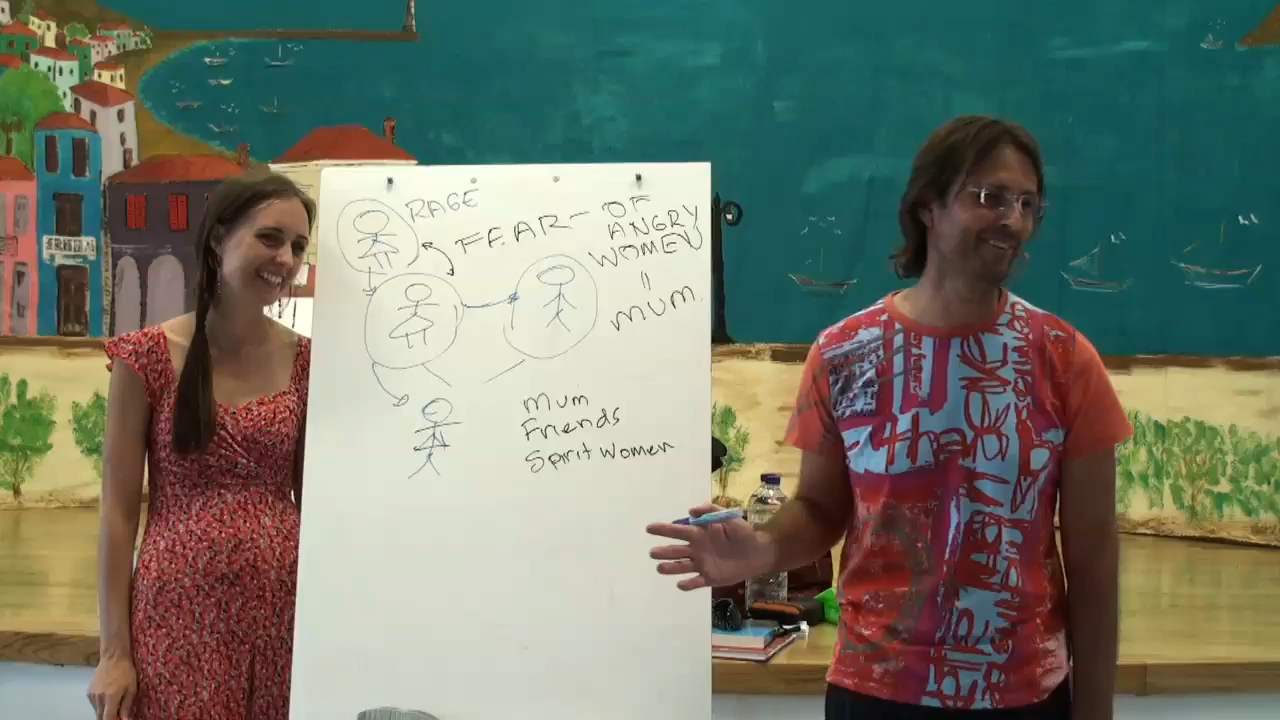 RAGE
FEAR - OF
ANGRY
WOMEN
=
MUM.
mum
Friends
Spirit Women